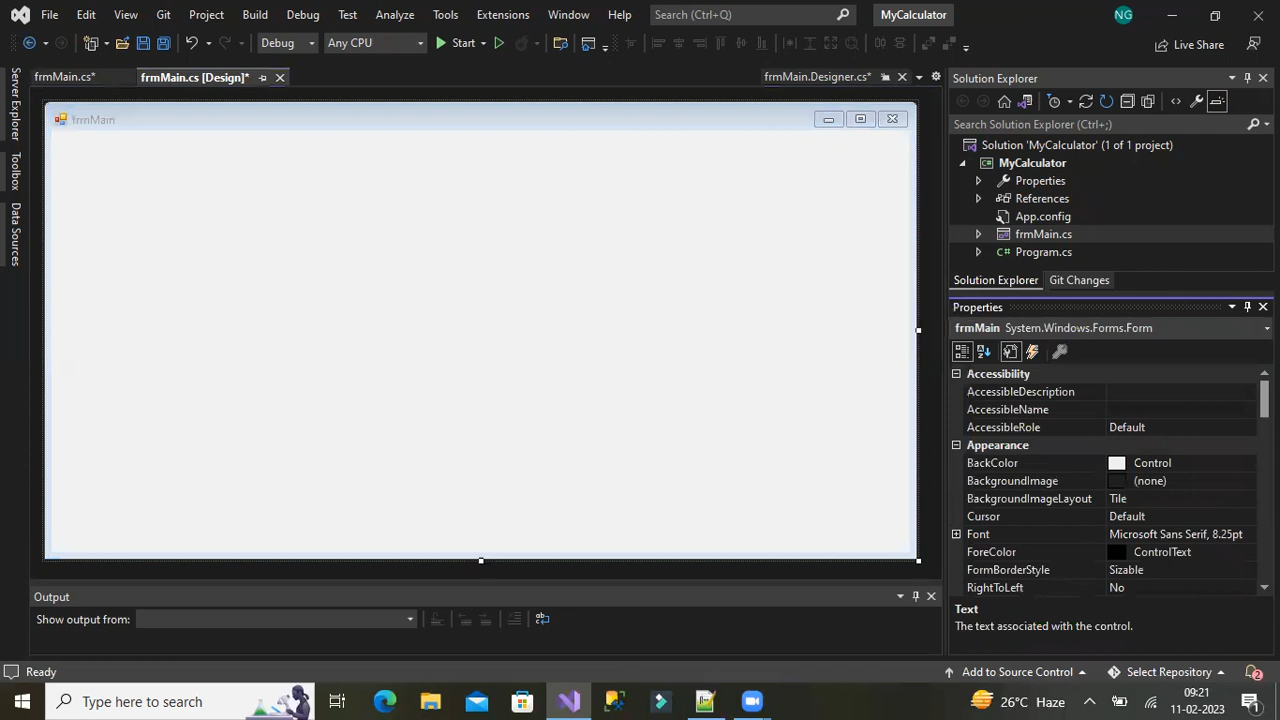 File Edit View Git Project Build Debug Test Analyze Tools Extensions Window Help Search (Ctrl+Q) MyCalculator NG
Debug Any CPU Start Live Share
frmMain.cs* frmMain.cs [Design]* frmMain.Designer.cs*
Server Explorer
Toolbox
Data Sources
frmMain
Solution Explorer
Search Solution Explorer (Ctrl+;)
Solution 'MyCalculator' (1 of 1 project)
MyCalculator
Properties
References
App.config
frmMain.cs
Program.cs
Solution Explorer Git Changes
Properties
frmMain System.Windows.Forms.Form
Accessibility
AccessibleDescription
AccessibleName
AccessibleRole Default
Appearance
BackColor Control
BackgroundImage (none)
BackgroundImageLayout Tile
Cursor Default
Font Microsoft Sans Serif, 8.25pt
ForeColor ControlText
FormBorderStyle Sizable
RightToLeft No
Text
The text associated with the control.
Output
Show output from:
Ready Add to Source Control Select Repository 2
Type here to search 26°C Haze 09:21
11-02-2023 1